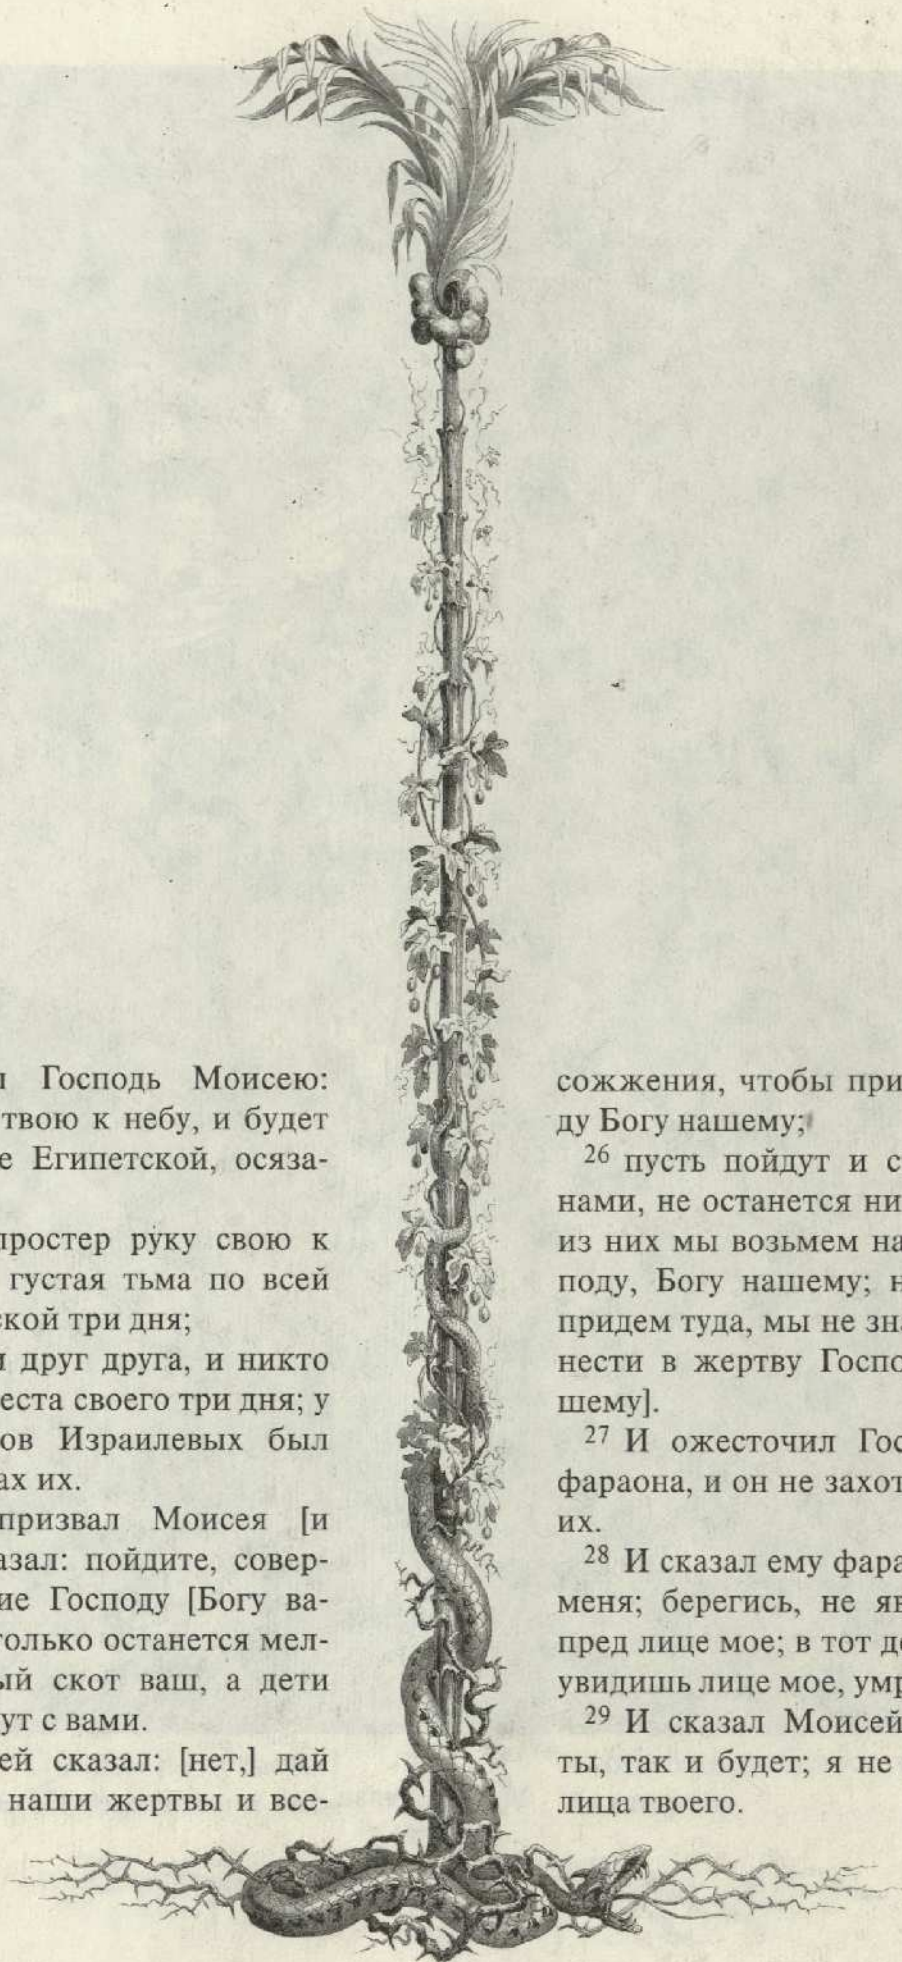 Господь Моисею:
твою к небу, и будет
е Египетской, осяза-
простер руку свою к
густая тьма по всей
ской три дня;
друг друга, и никто
еста своего три дня; у
ов Израилевых был
ах их.
призвал Моисея [и
азал: пойдите, совер-
ие Господу [Богу ва-
только останется мел-
ый скот ваш, а дети
ут с вами.
ей сказал: [нет,] дай
наши жертвы и все-
сожжения, чтобы при
ду Богу нашему;
26 пусть пойдут и с
нами, не останется ни
из них мы возьмем на
поду, Богу нашему; н
придем туда, мы не зн
нести в жертву Госпо
шему].
27 И ожесточил Гос
фараона, и он не захот
их.
28 И сказал ему фара
меня; берегись, не яв
пред лице мое; в тот де
увидишь лице мое, умр
29 И сказал Моисей
ты, так и будет; я не
лица твоего.